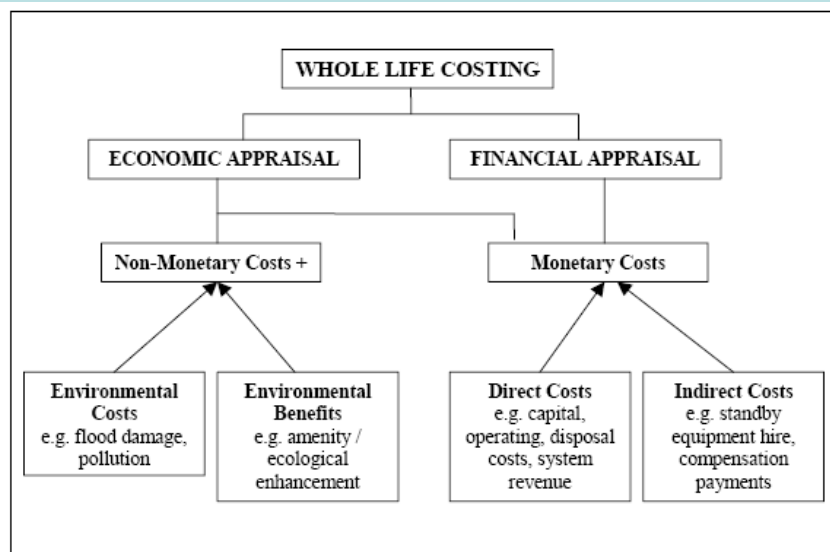 WHOLE LIFE COSTING
ECONOMIC APPRAISAL
FINANCIAL APPRAISAL
Non-Monetary Costs +
Monetary Costs
Environmental
Costs
e.g. flood damage,
pollution
Environmental
Benefits
e.g. amenity /
ecological
enhancement
Direct Costs
e.g. capital,
operating, disposal
costs, system
revenue
Indirect Costs
e.g. standby
equipment hire,
compensation
payments